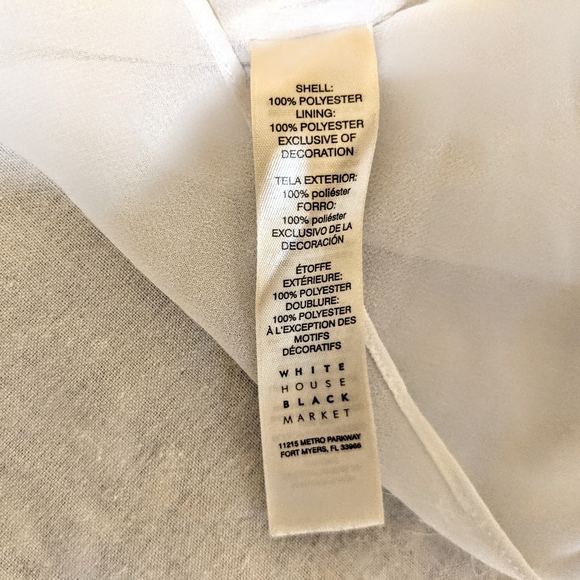 SHELL:
100% POLYESTER
LINING:
100% POLYESTER
EXCLUSIVE OF
DECORATION
TELA EXTERIOR:
100% poliéster
FORRO:
100% poliéster
EXCLUSIVO DE LA
DECORACIÓN
ÉTOFFE
EXTÉRIEURE:
100% POLYESTER
DOUBLURE:
100% POLYESTER
À L'EXCEPTION DES
MOTIFS
DÉCORATIFS
WHITE
HOUSE
BLACK
MARKET
11215 METRO PARKWAY
FORT MYERS, FL 33966